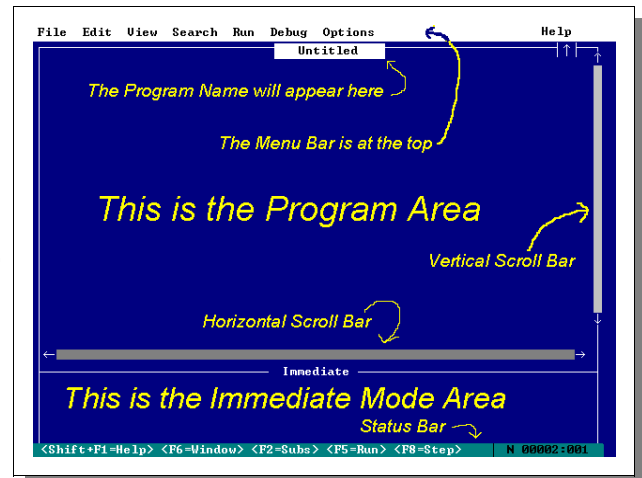 File Edit View Search Run Debug Options Help
Untitled
The Program Name will appear here
The Menu Bar is at the top
This is the Program Area
Vertical Scroll Bar
Horizontal Scroll Bar
Immediate
This is the Immediate Mode Area
Status Bar
<Shift+F1=Help> <F6=Window> <F2=Subs> <F5=Run> <F8=Step> N 00002:001